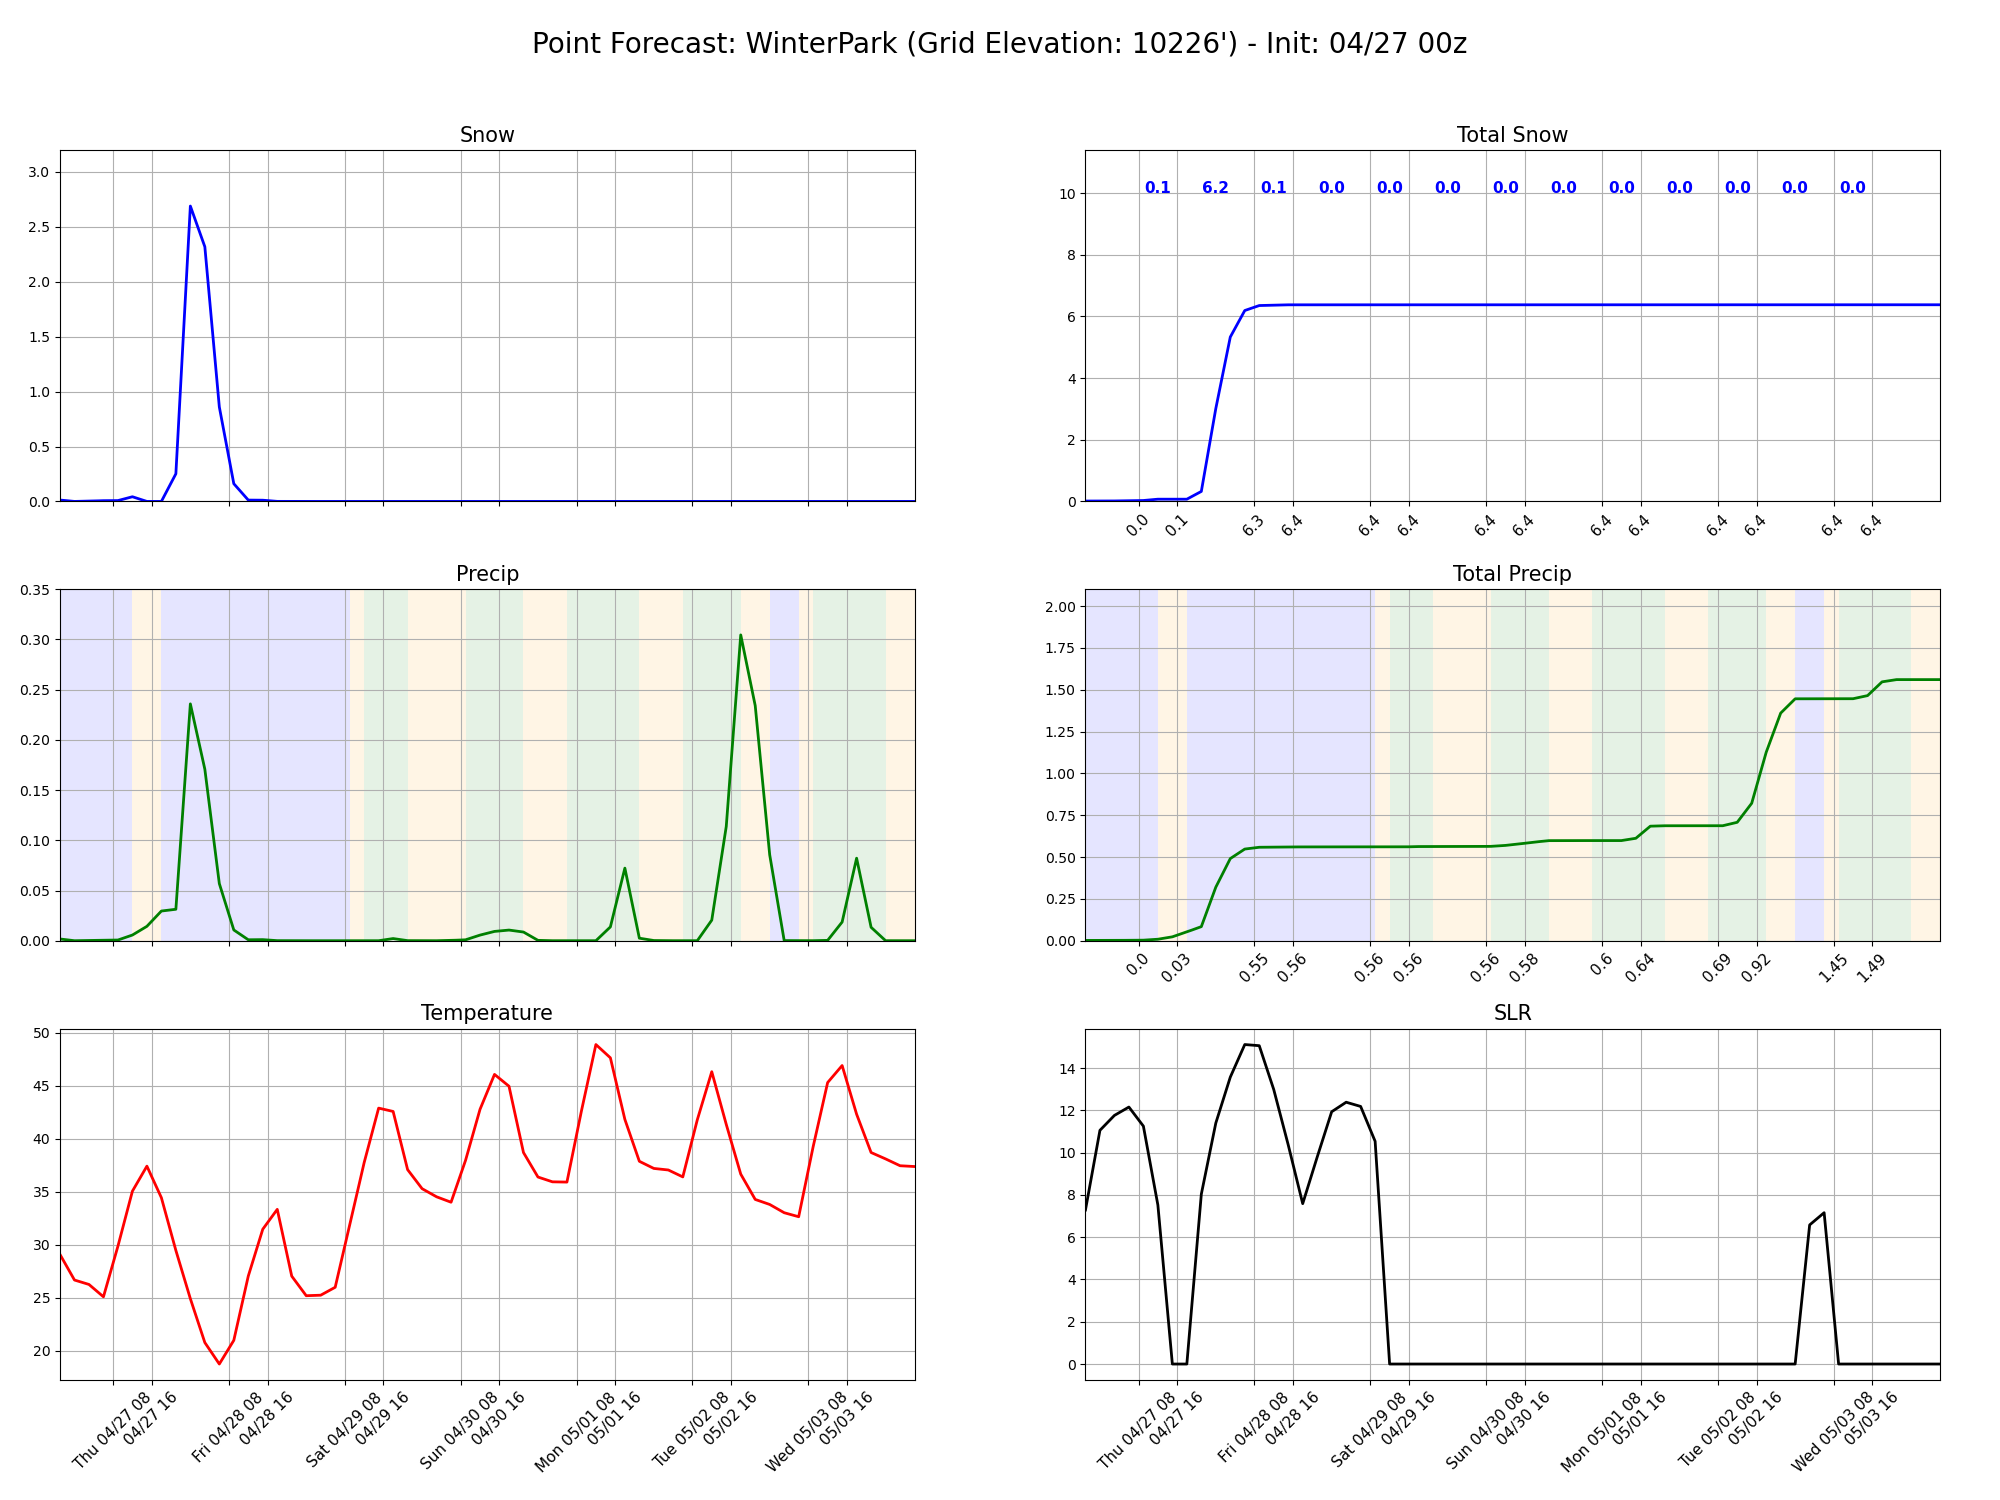 Point Forecast: WinterPark (Grid Elevation: 10226') - Init: 04/27 00z
Snow
3.0
2.5
2.0
1.5
1.0
0.5
0.0
Total Snow
0.1 6.2 0.1 0.0 0.0 0.0 0.0 0.0 0.0 0.0 0.0 0.0 0.0
10
8
6
4
2
0
0.0 0.1 6.3 6.4 6.4 6.4 6.4 6.4 6.4 6.4 6.4 6.4 6.4 6.4
Precip
0.35
0.30
0.25
0.20
0.15
0.10
0.05
0.00
Total Precip
2.00
1.75
1.50
1.25
1.00
0.75
0.50
0.25
0.00
0.0 0.03 0.55 0.56 0.56 0.56 0.56 0.58 0.6 0.64 0.69 0.92 1.45 1.49
Temperature
50
45
40
35
30
25
20
Thu 04/27 08
04/27 16
Fri 04/28 08
04/28 16
Sat 04/29 08
04/29 16
Sun 04/30 08
04/30 16
Mon 05/01 08
05/01 16
Tue 05/02 08
05/02 16
Wed 05/03 08
05/03 16
SLR
14
12
10
8
6
4
2
0
Thu 04/27 08
04/27 16
Fri 04/28 08
04/28 16
Sat 04/29 08
04/29 16
Sun 04/30 08
04/30 16
Mon 05/01 08
05/01 16
Tue 05/02 08
05/02 16
Wed 05/03 08
05/03 16